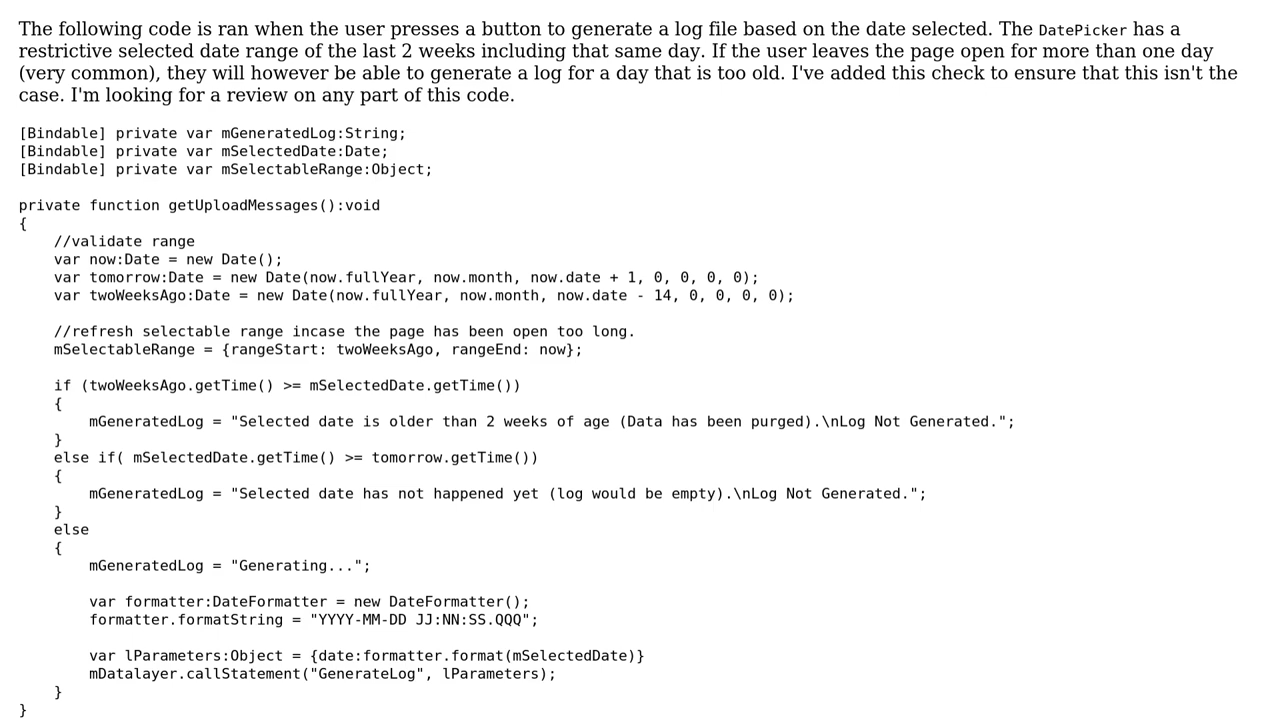 The following code is ran when the user presses a button to generate a log file based on the date selected. The DatePicker has a
restrictive selected date range of the last 2 weeks including that same day. If the user leaves the page open for more than one day
(very common), they will however be able to generate a log for a day that is too old. I've added this check to ensure that this isn't the
case. I'm looking for a review on any part of this code.
[Bindable] private var mGeneratedLog:String;
[Bindable] private var mSelectedDate:Date;
[Bindable] private var mSelectableRange:Object;
private function getUploadMessages():void
{
    //validate range
    var now:Date = new Date();
    var tomorrow:Date = new Date(now.fullYear, now.month, now.date + 1, 0, 0, 0, 0);
    var twoWeeksAgo:Date = new Date(now.fullYear, now.month, now.date - 14, 0, 0, 0, 0);
    //refresh selectable range incase the page has been open too long.
    mSelectableRange = {rangeStart: twoWeeksAgo, rangeEnd: now};
    if (twoWeeksAgo.getTime() >= mSelectedDate.getTime())
    {
        mGeneratedLog = "Selected date is older than 2 weeks of age (Data has been purged).\nLog Not Generated.";
    }
    else if( mSelectedDate.getTime() >= tomorrow.getTime())
    {
        mGeneratedLog = "Selected date has not happened yet (log would be empty).\nLog Not Generated.";
    }
    else
    {
        mGeneratedLog = "Generating...";
        var formatter:DateFormatter = new DateFormatter();
        formatter.formatString = "YYYY-MM-DD JJ:NN:SS.QQQ";
        var lParameters:Object = {date:formatter.format(mSelectedDate)}
        mDatalayer.callStatement("GenerateLog", lParameters);
    }
}